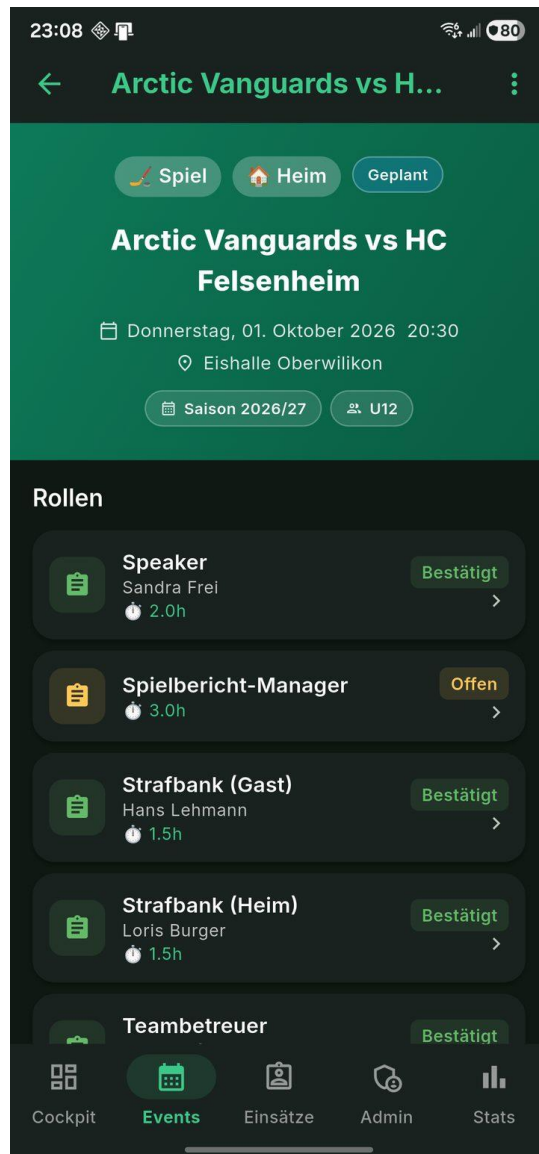 23:08
80
Arctic Vanguards vs H...
Spiel
Heim
Geplant
Arctic Vanguards vs HC
Felsenheim
Donnerstag, 01. Oktober 2026 20:30
Eishalle Oberwilikon
Saison 2026/27
U12
Rollen
Speaker
Bestätigt
Sandra Frei
2.0h
Spielbericht-Manager
Offen
3.0h
Strafbank (Gast)
Bestätigt
Hans Lehmann
1.5h
Strafbank (Heim)
Bestätigt
Loris Burger
1.5h
Teambetreuer
Bestätigt
Cockpit
Events
Einsätze
Admin
Stats